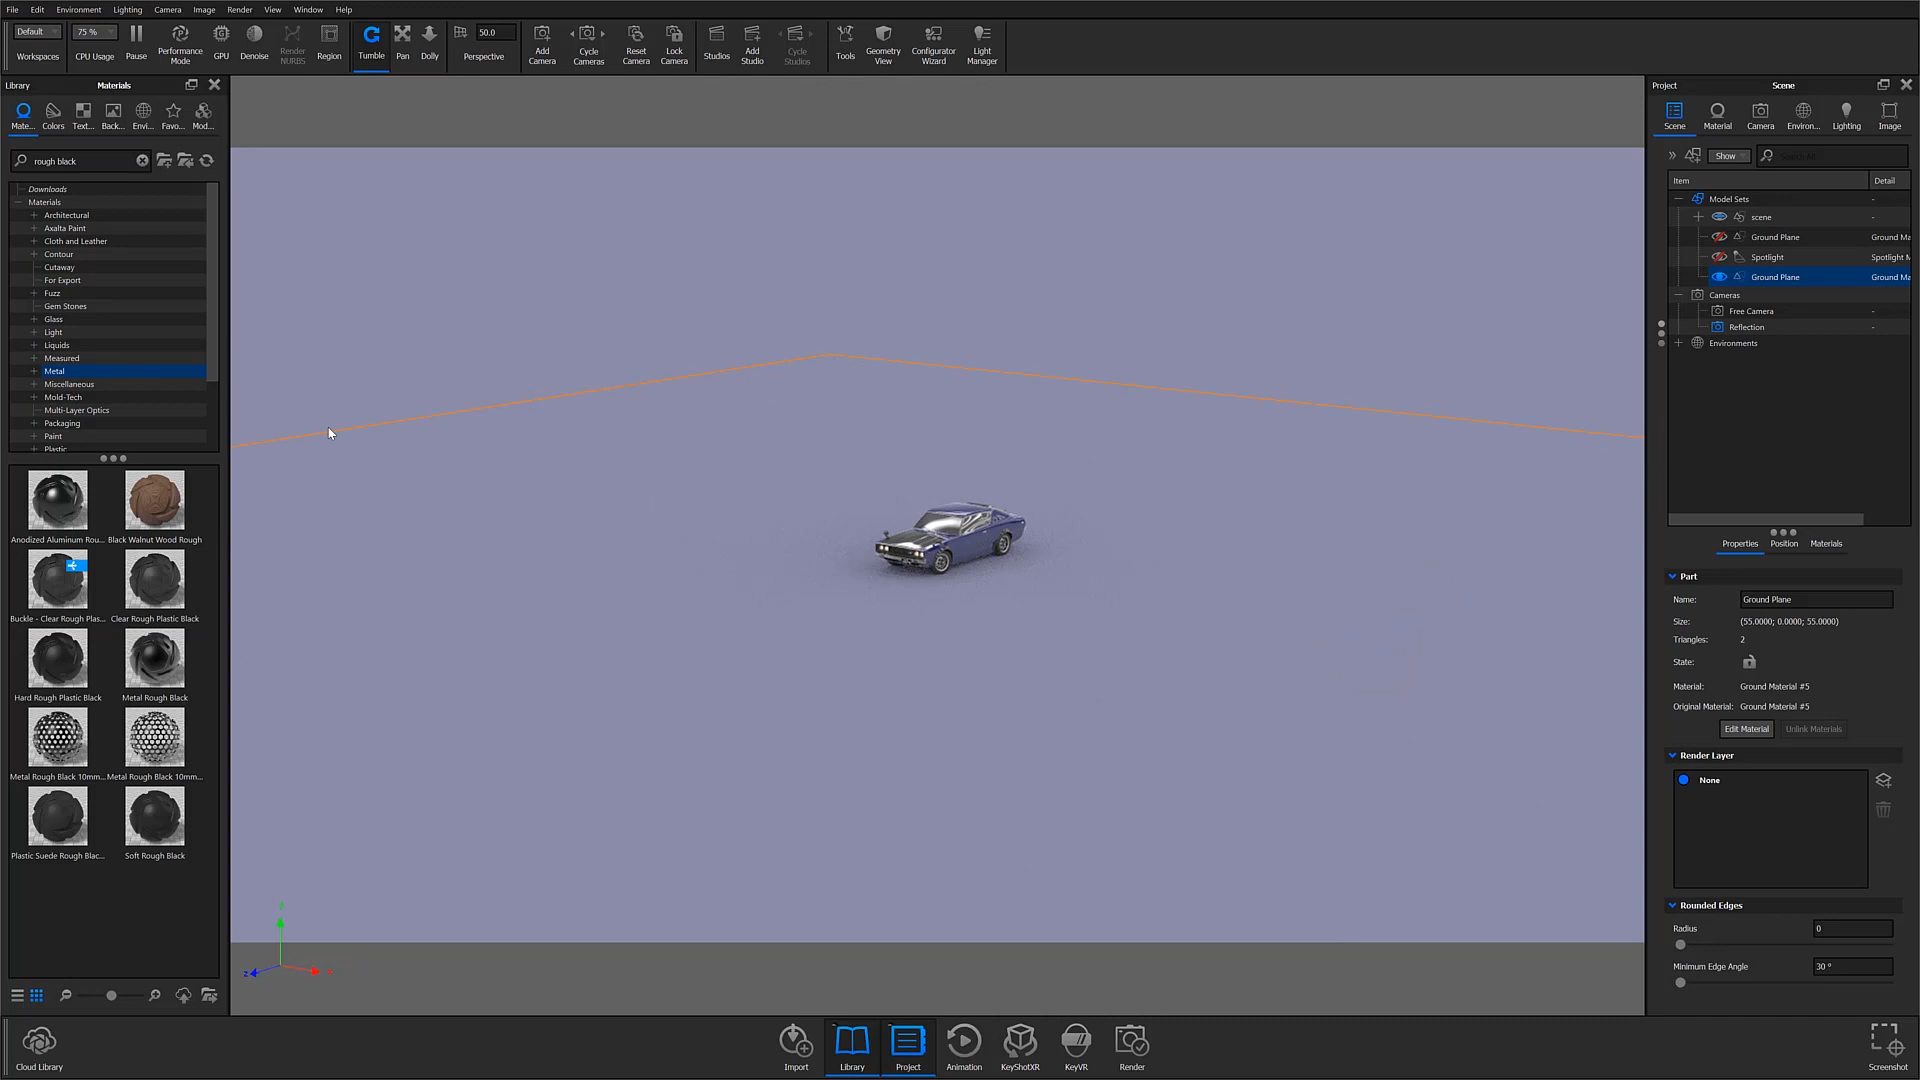 File Edit Environment Lighting Camera Image Render View Window Help
Default 75 % 50.0
Workspaces CPU Usage Pause Performance Mode GPU Denoise Render NURBS Region Tumble Pan Dolly Perspective Add Camera Cycle Cameras Reset Camera Lock Camera Studios Add Studio Cycle Studios Tools Geometry View Configurator Wizard Light Manager
Library Materials
Mate... Colors Text... Back... Envi... Favo... Mod...
rough black
Downloads
Materials
Architectural
Axalta Paint
Cloth and Leather
Contour
Cutaway
For Export
Fuzz
Gem Stones
Glass
Light
Liquids
Measured
Metal
Miscellaneous
Mold-Tech
Multi-Layer Optics
Packaging
Paint
Plastic
Anodized Aluminum Rou... Black Walnut Wood Rough
Buckle - Clear Rough Plas... Clear Rough Plastic Black
Hard Rough Plastic Black Metal Rough Black
Metal Rough Black 10mm... Metal Rough Black 10mm...
Plastic Suede Rough Blac... Soft Rough Black
z
Project Scene
Scene Material Camera Environ... Lighting Image
Show
Item Detail
Model Sets -
scene -
Ground Plane Ground Ma
Spotlight Spotlight M
Ground Plane Ground Ma
Cameras
Free Camera -
Reflection -
Environments
Properties Position Materials
Part
Name: Ground Plane
Size: (55.0000; 0.0000; 55.0000)
Triangles: 2
State:
Material: Ground Material #5
Original Material: Ground Material #5
Edit Material Unlink Materials
Render Layer
None
Rounded Edges
Radius 0
Minimum Edge Angle 30 °
Cloud Library Import Library Project Animation KeyShotXR KeyVR Render Screenshot